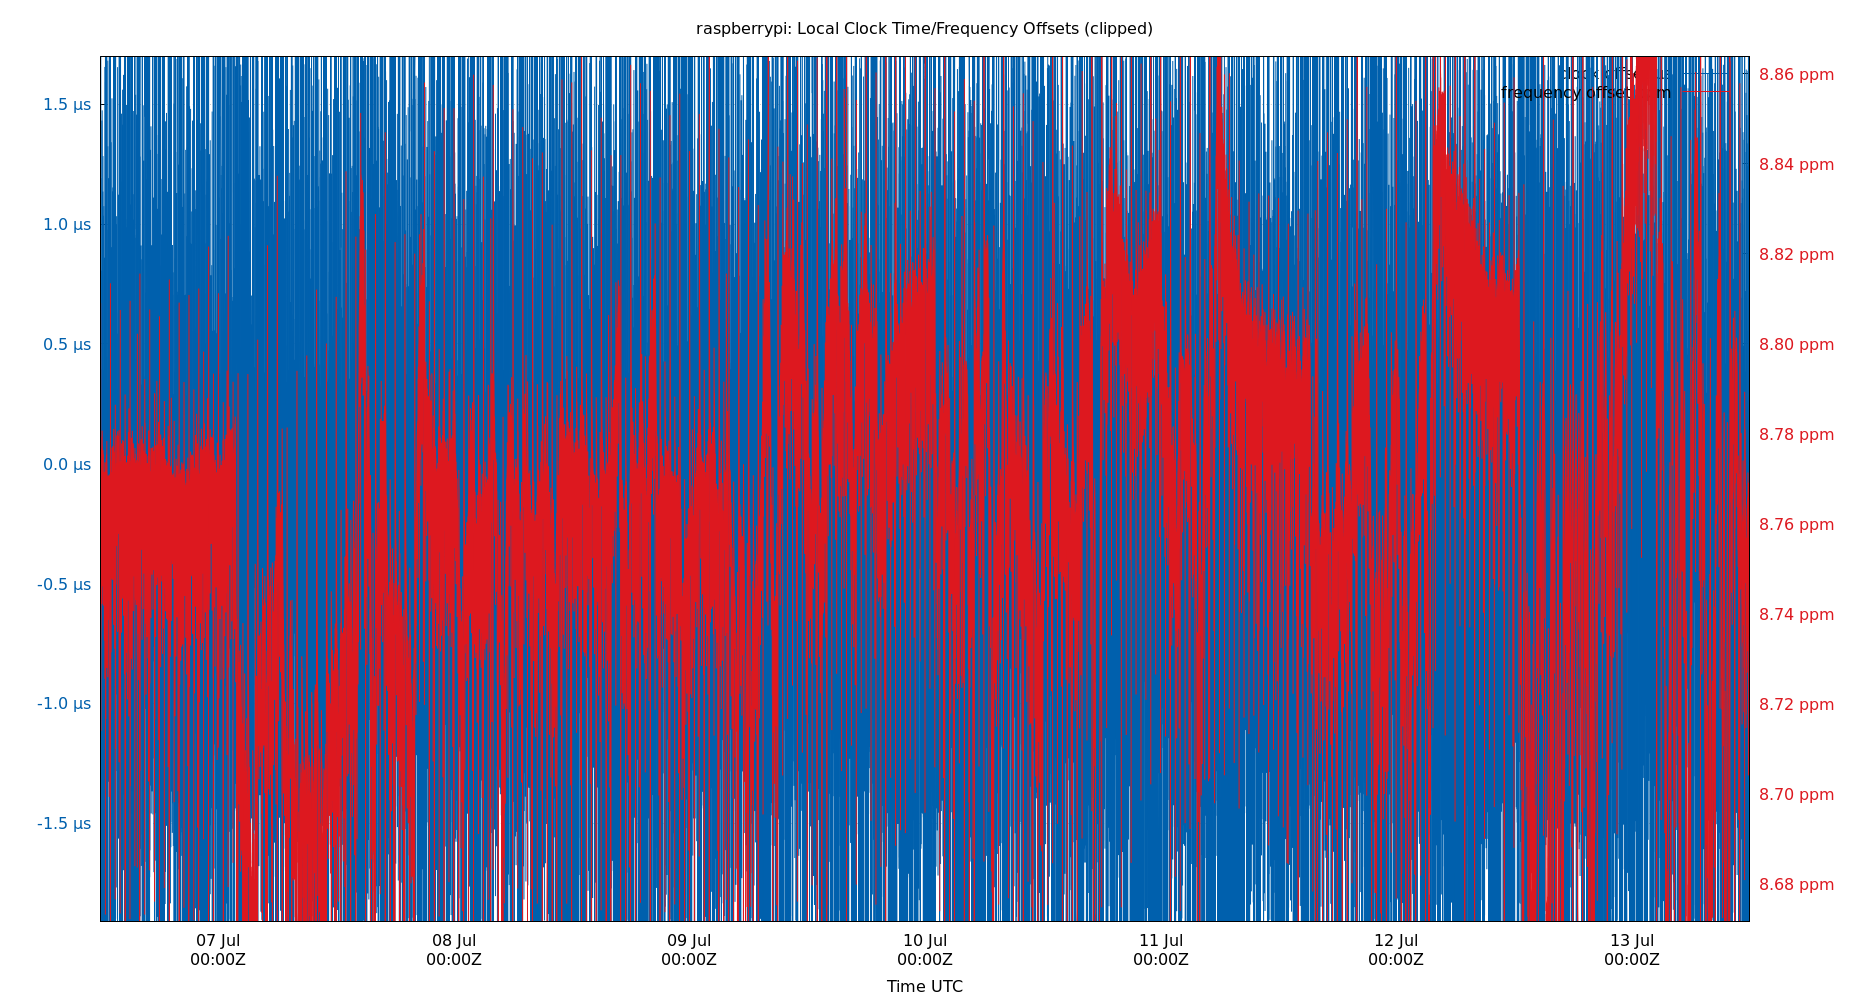 raspberrypi: Local Clock Time/Frequency Offsets (clipped)
clock offset
frequency offset
1.5 µs
1.0 µs
0.5 µs
0.0 µs
-0.5 µs
-1.0 µs
-1.5 µs
8.86 ppm
8.84 ppm
8.82 ppm
8.80 ppm
8.78 ppm
8.76 ppm
8.74 ppm
8.72 ppm
8.70 ppm
8.68 ppm
07 Jul 08 Jul 09 Jul 10 Jul 11 Jul 12 Jul 13 Jul
00:00Z 00:00Z 00:00Z 00:00Z 00:00Z 00:00Z 00:00Z
Time UTC